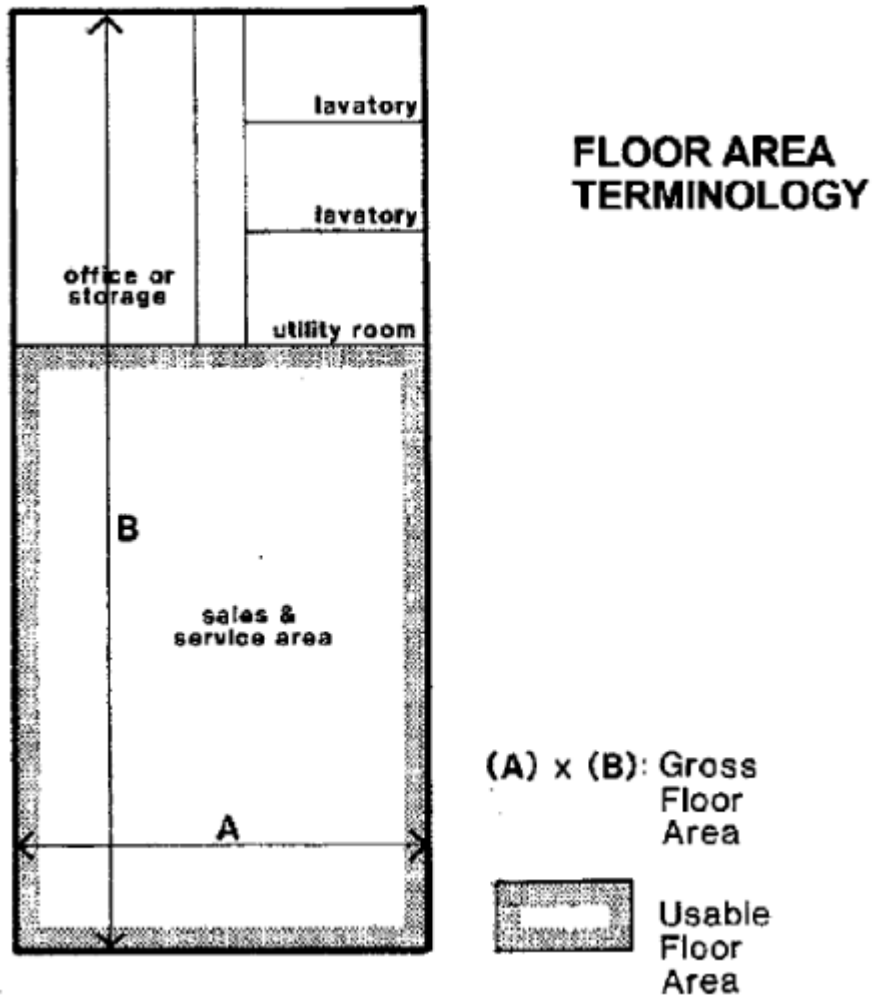 lavatory
FLOOR AREA
TERMINOLOGY
lavatory
office or
storage
utility room
B
sales &
service area
A
(A) x (B): Gross
Floor
Area
Usable
Floor
Area